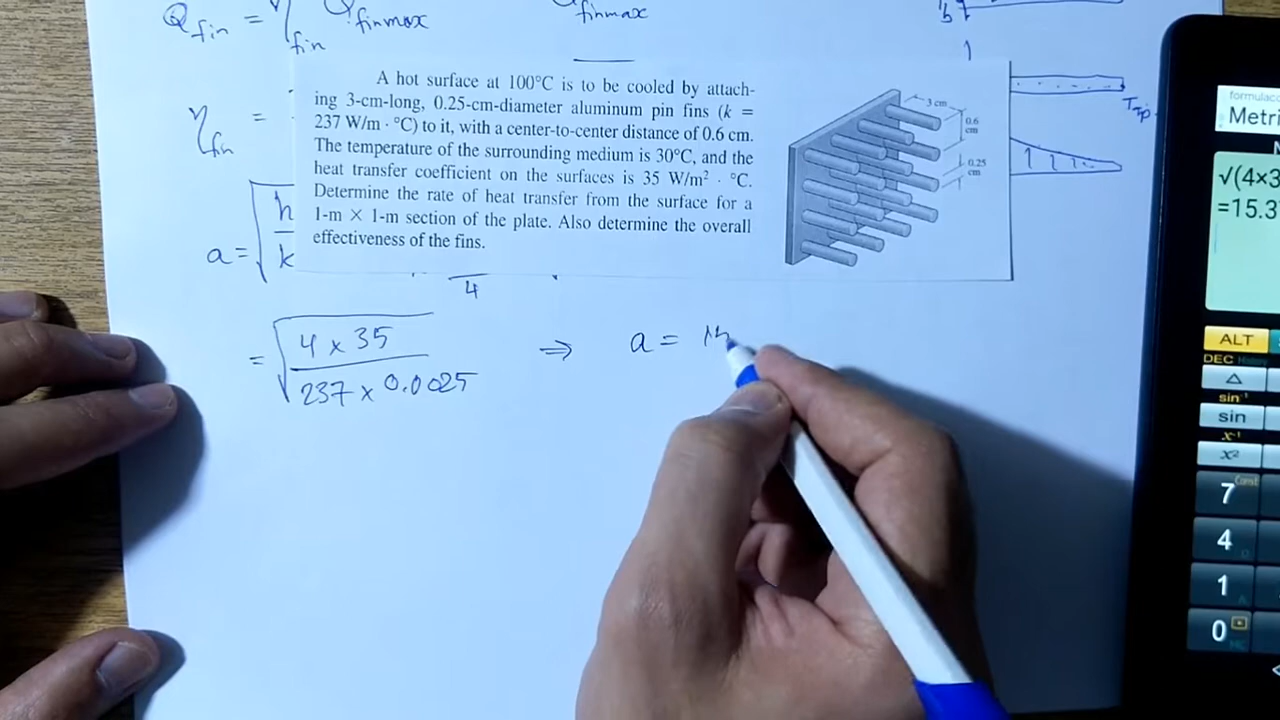 Q fin = η fin Q finmax
finmax
η fin =
A hot surface at 100°C is to be cooled by attach-
ing 3-cm-long, 0.25-cm-diameter aluminum pin fins (k =
237 W/m · °C) to it, with a center-to-center distance of 0.6 cm.
The temperature of the surrounding medium is 30°C, and the
heat transfer coefficient on the surfaces is 35 W/m² · °C.
Determine the rate of heat transfer from the surface for a
1-m × 1-m section of the plate. Also determine the overall
effectiveness of the fins.
3 cm
0.6
cm
0.25
cm
a = √ h
k
4
= √ 4 × 35
237 × 0.0025
⇒ a =
Metri
√(4×3
=15.3
ALT
DEC
sin⁻¹
sin
x²
7
4
1
0